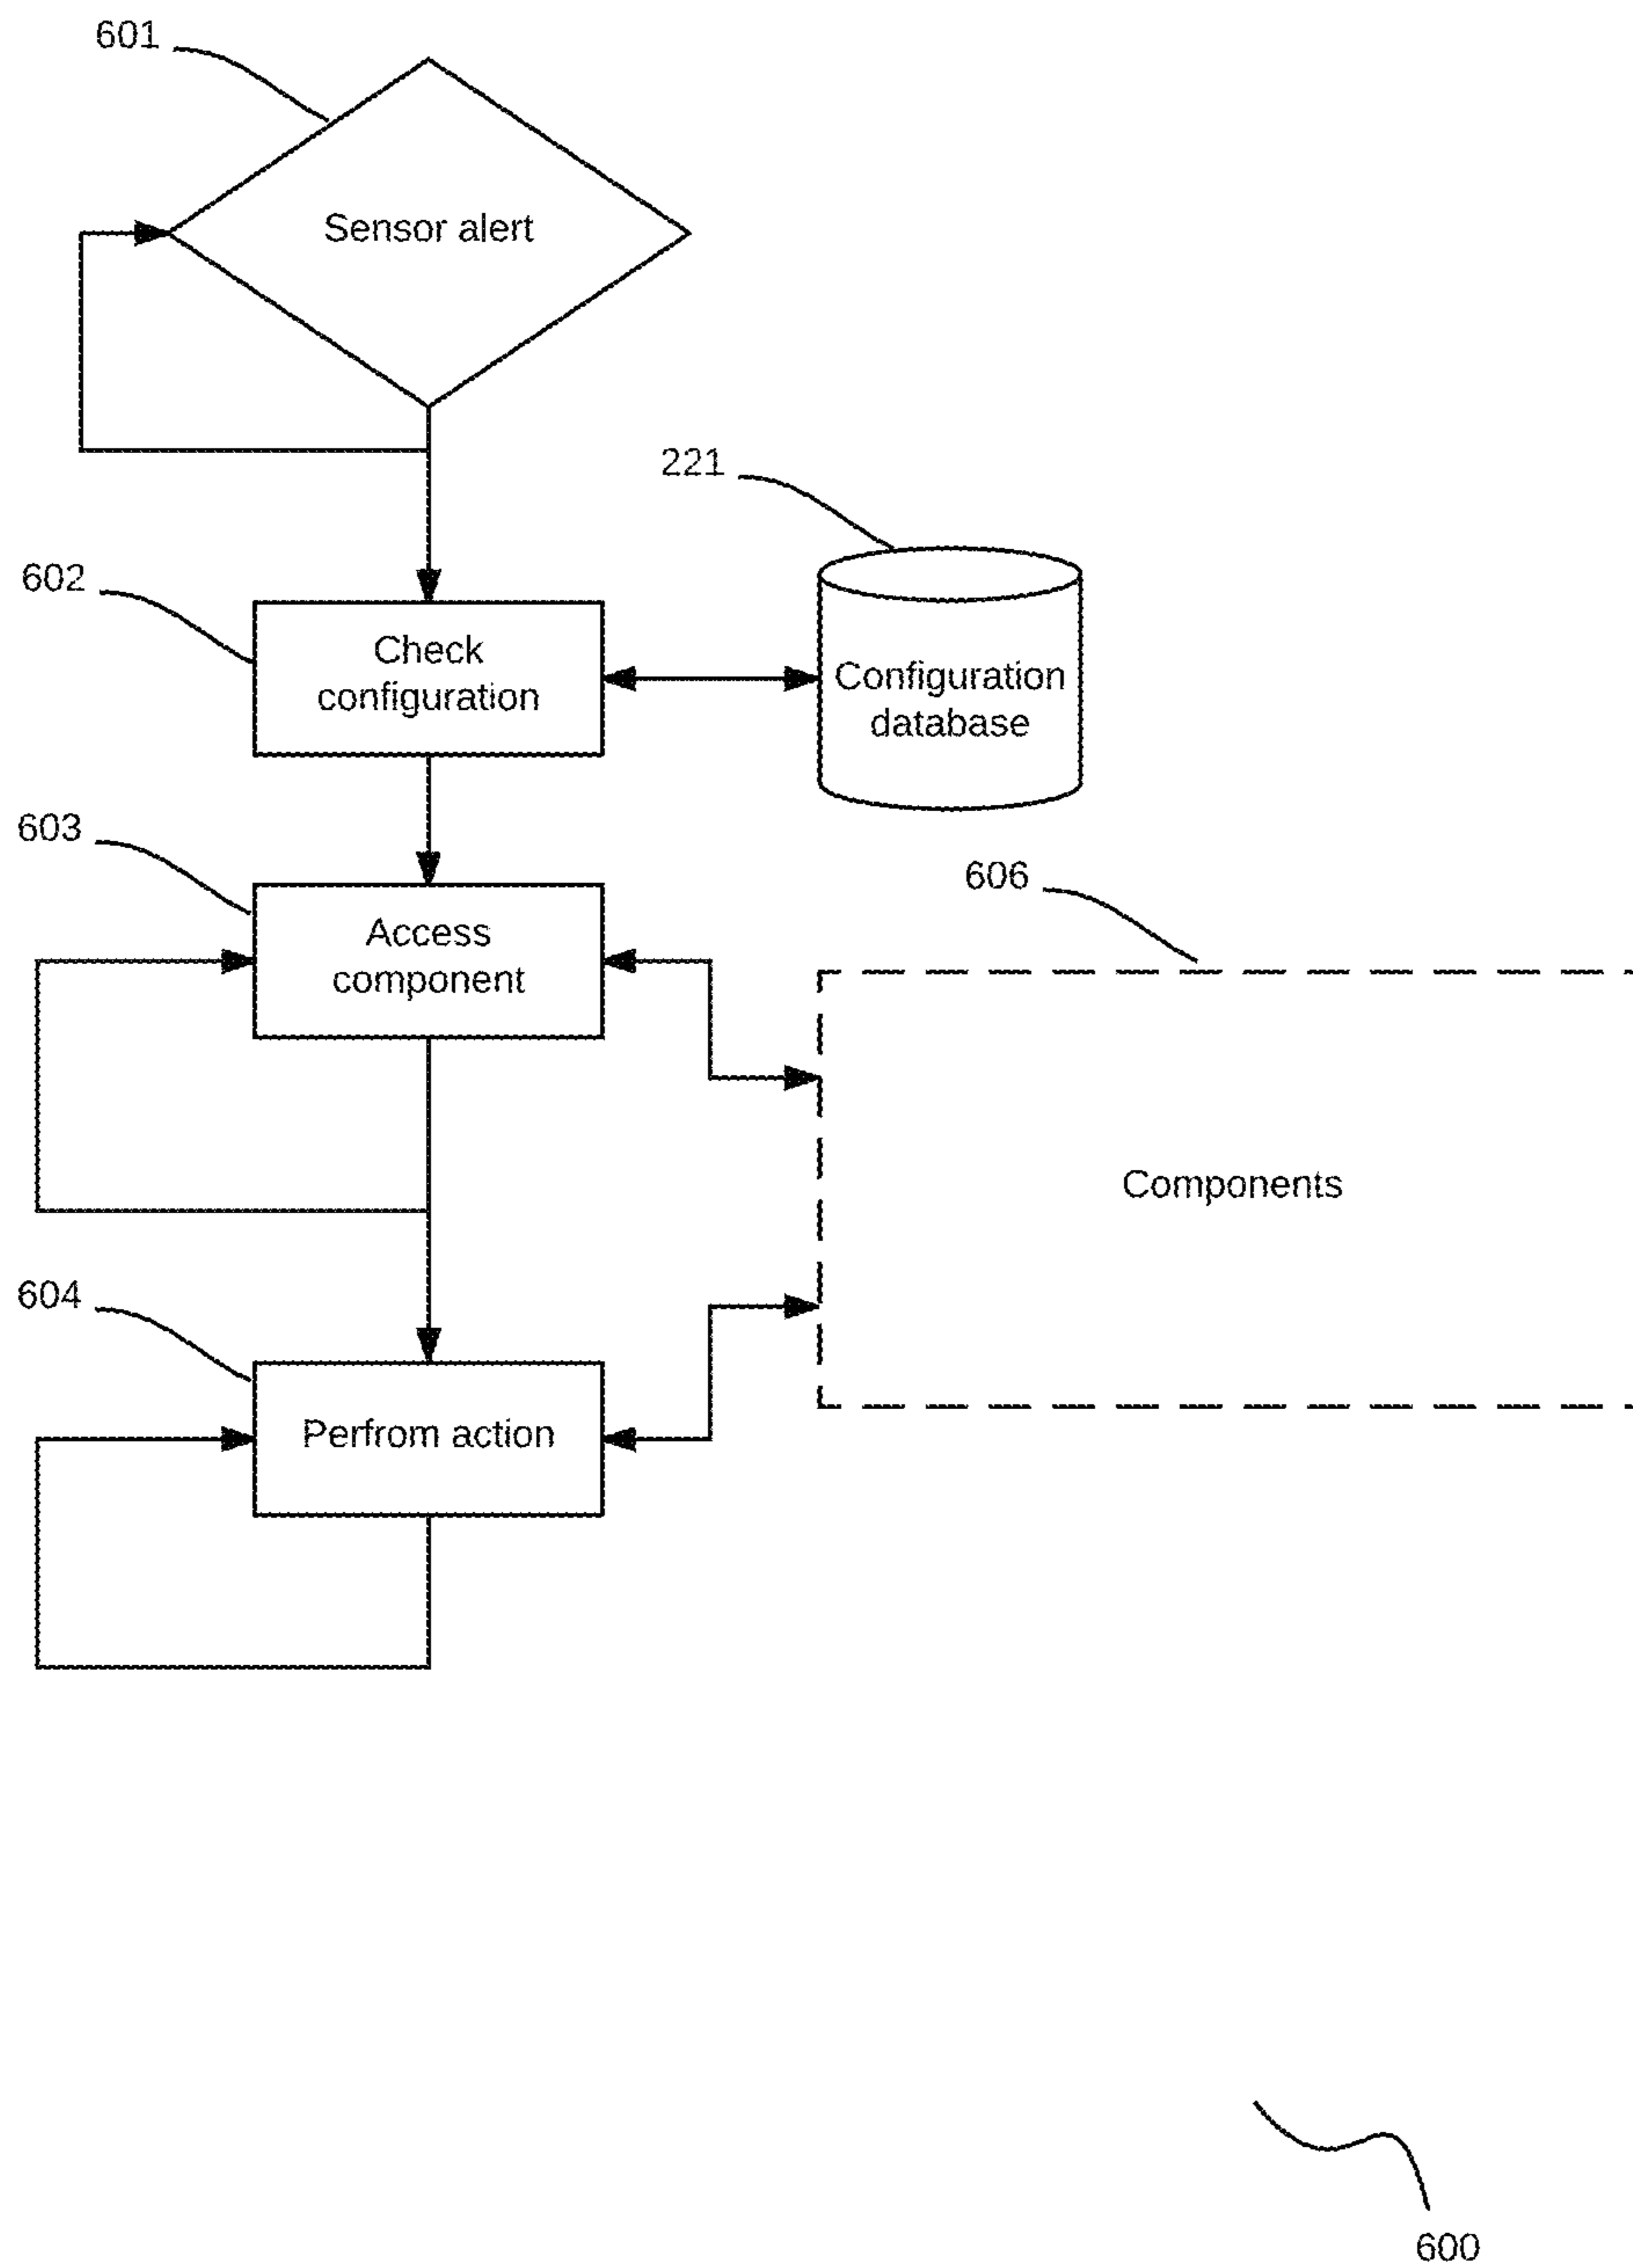 601
Sensor alert
221
602
Check
configuration
Configuration
database
603
606
Access
component
Components
604
Perfrom action
600